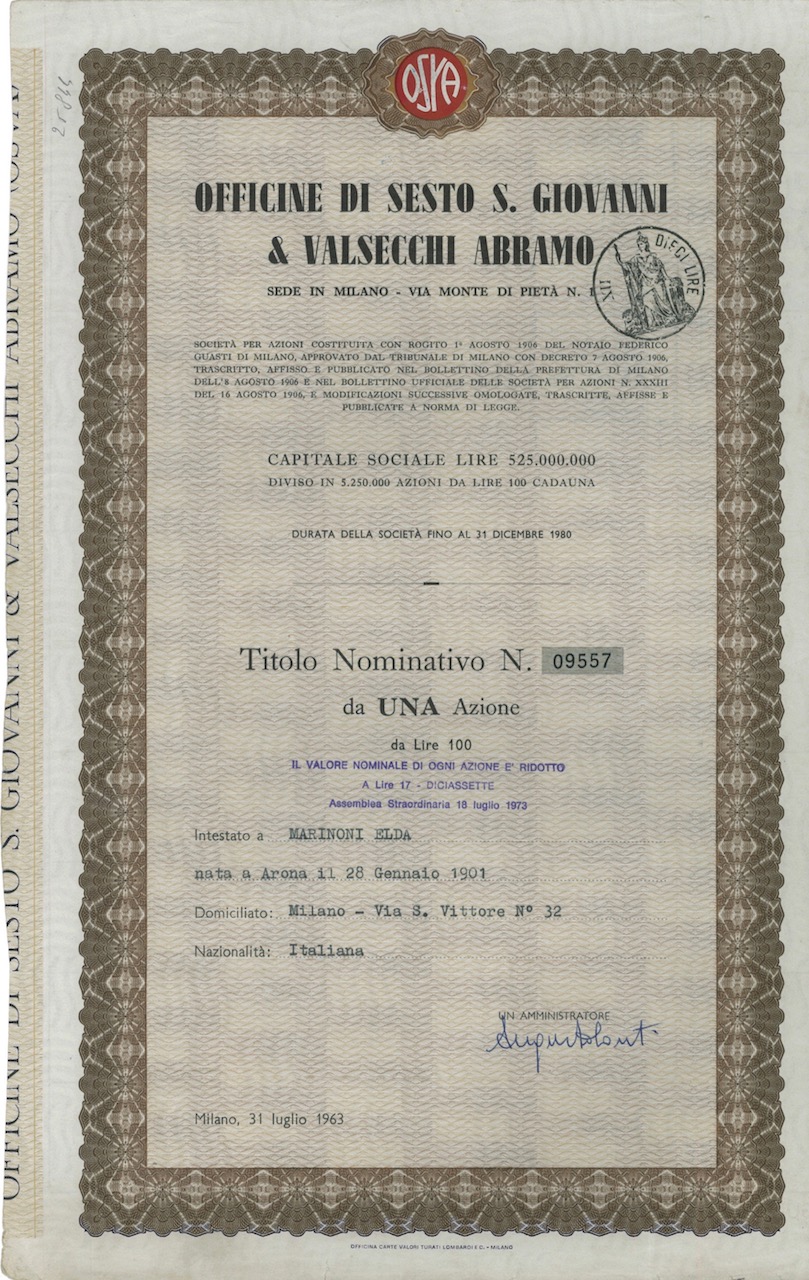 25844
OSVA
OFFICINE DI SESTO S. GIOVANNI
& VALSECCHI ABRAMO
SEDE IN MILANO - VIA MONTE DI PIETÀ N. 1
DIECI LIRE
VII
SOCIETÀ PER AZIONI COSTITUITA CON ROGITO 1° AGOSTO 1906 DEL NOTAIO FEDERICO
GUASTI DI MILANO, APPROVATO DAL TRIBUNALE DI MILANO CON DECRETO 7 AGOSTO 1906,
TRASCRITTO, AFFISSO E PUBBLICATO NEL BOLLETTINO DELLA PREFETTURA DI MILANO
DELL'8 AGOSTO 1906 E NEL BOLLETTINO UFFICIALE DELLE SOCIETÀ PER AZIONI N. XXXIII
DEL 16 AGOSTO 1906, E MODIFICAZIONI SUCCESSIVE OMOLOGATE, TRASCRITTE, AFFISSE E
PUBBLICATE A NORMA DI LEGGE.
CAPITALE SOCIALE LIRE 525.000.000
DIVISO IN 5.250.000 AZIONI DA LIRE 100 CADAUNA
DURATA DELLA SOCIETÀ FINO AL 31 DICEMBRE 1980
Titolo Nominativo N. 09557
da UNA Azione
da Lire 100
IL VALORE NOMINALE DI OGNI AZIONE E' RIDOTTO
A Lire 17 - DICIASSETTE
Assemblea Straordinaria 18 luglio 1973
Intestato a MARINONI ELDA
nata a Arona il 28 Gennaio 1901
Domiciliato: Milano - Via S. Vittore N° 32
Nazionalità: Italiana
UN AMMINISTRATORE
Milano, 31 luglio 1963
OFFICINA CARTE VALORI TURATI LOMBARDI E C. - MILANO
OFFICINE DI SESTO S. GIOVANNI & VALSECCHI ABRAMO (OSVA)